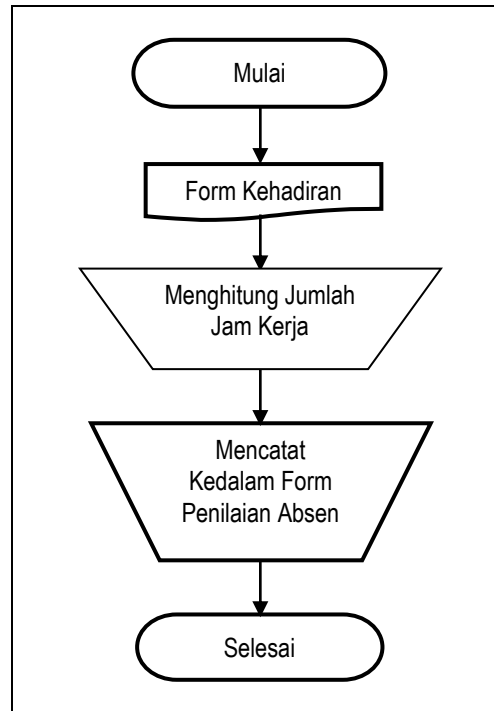 Mulai
Form Kehadiran
Menghitung Jumlah
Jam Kerja
Mencatat
Kedalam Form
Penilaian Absen
Selesai